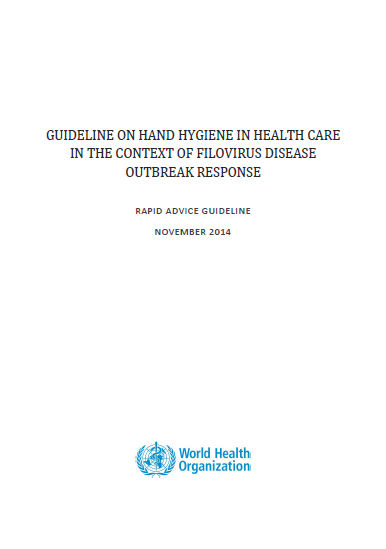 GUIDELINE ON HAND HYGIENE IN HEALTH CARE
IN THE CONTEXT OF FILOVIRUS DISEASE
OUTBREAK RESPONSE
RAPID ADVICE GUIDELINE
NOVEMBER 2014
World Health
Organization